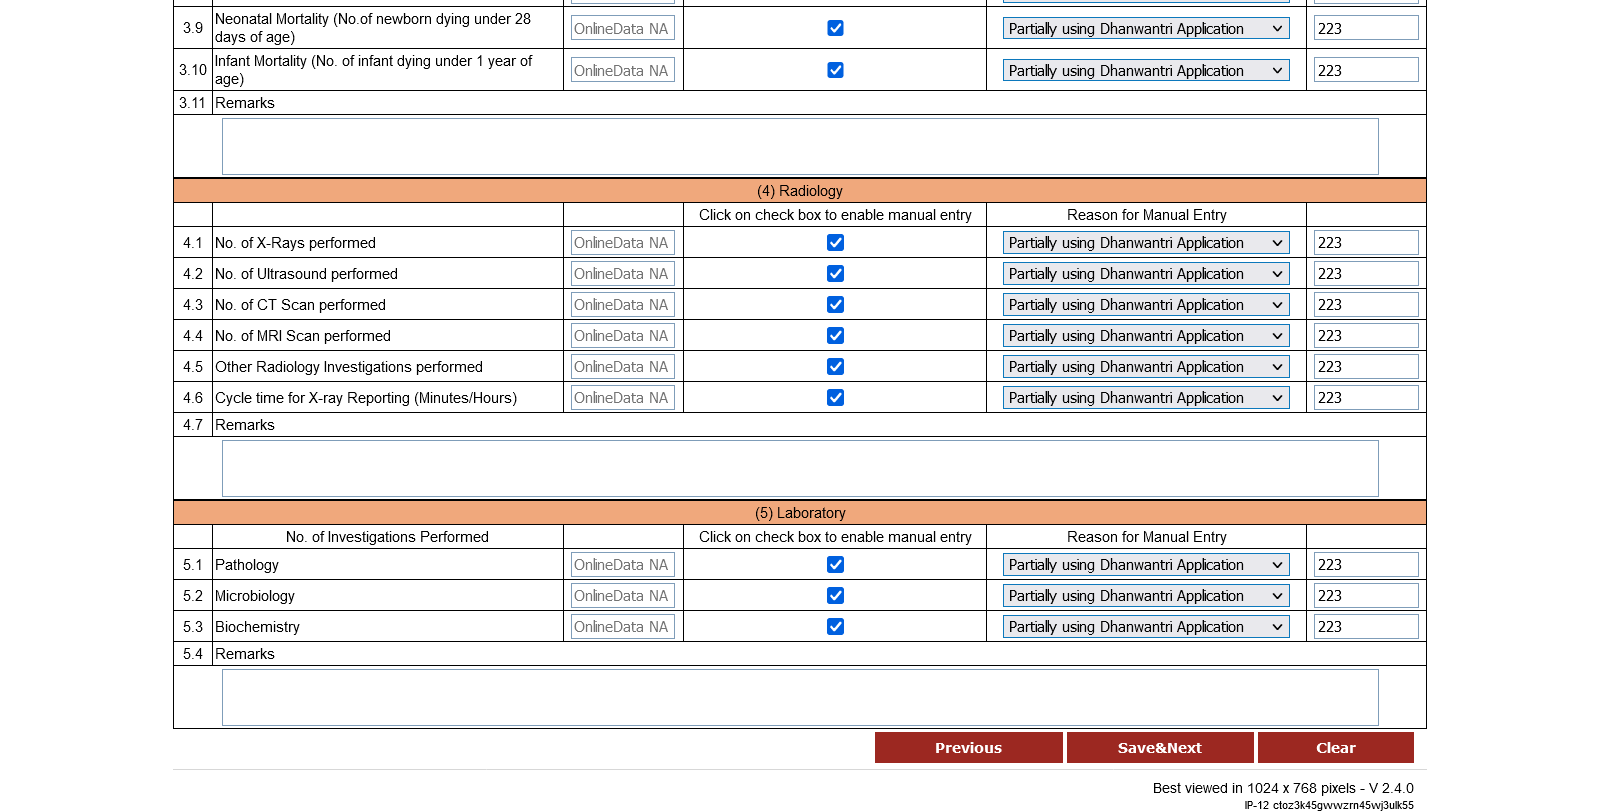 3.9 Neonatal Mortality (No.of newborn dying under 28 days of age) OnlineData NA Partially using Dhanwantri Application 223
3.10 Infant Mortality (No. of infant dying under 1 year of age) OnlineData NA Partially using Dhanwantri Application 223
3.11 Remarks
(4) Radiology
Click on check box to enable manual entry Reason for Manual Entry
4.1 No. of X-Rays performed OnlineData NA Partially using Dhanwantri Application 223
4.2 No. of Ultrasound performed OnlineData NA Partially using Dhanwantri Application 223
4.3 No. of CT Scan performed OnlineData NA Partially using Dhanwantri Application 223
4.4 No. of MRI Scan performed OnlineData NA Partially using Dhanwantri Application 223
4.5 Other Radiology Investigations performed OnlineData NA Partially using Dhanwantri Application 223
4.6 Cycle time for X-ray Reporting (Minutes/Hours) OnlineData NA Partially using Dhanwantri Application 223
4.7 Remarks
(5) Laboratory
No. of Investigations Performed Click on check box to enable manual entry Reason for Manual Entry
5.1 Pathology OnlineData NA Partially using Dhanwantri Application 223
5.2 Microbiology OnlineData NA Partially using Dhanwantri Application 223
5.3 Biochemistry OnlineData NA Partially using Dhanwantri Application 223
5.4 Remarks
Previous Save&Next Clear
Best viewed in 1024 x 768 pixels - V 2.4.0
IP-12